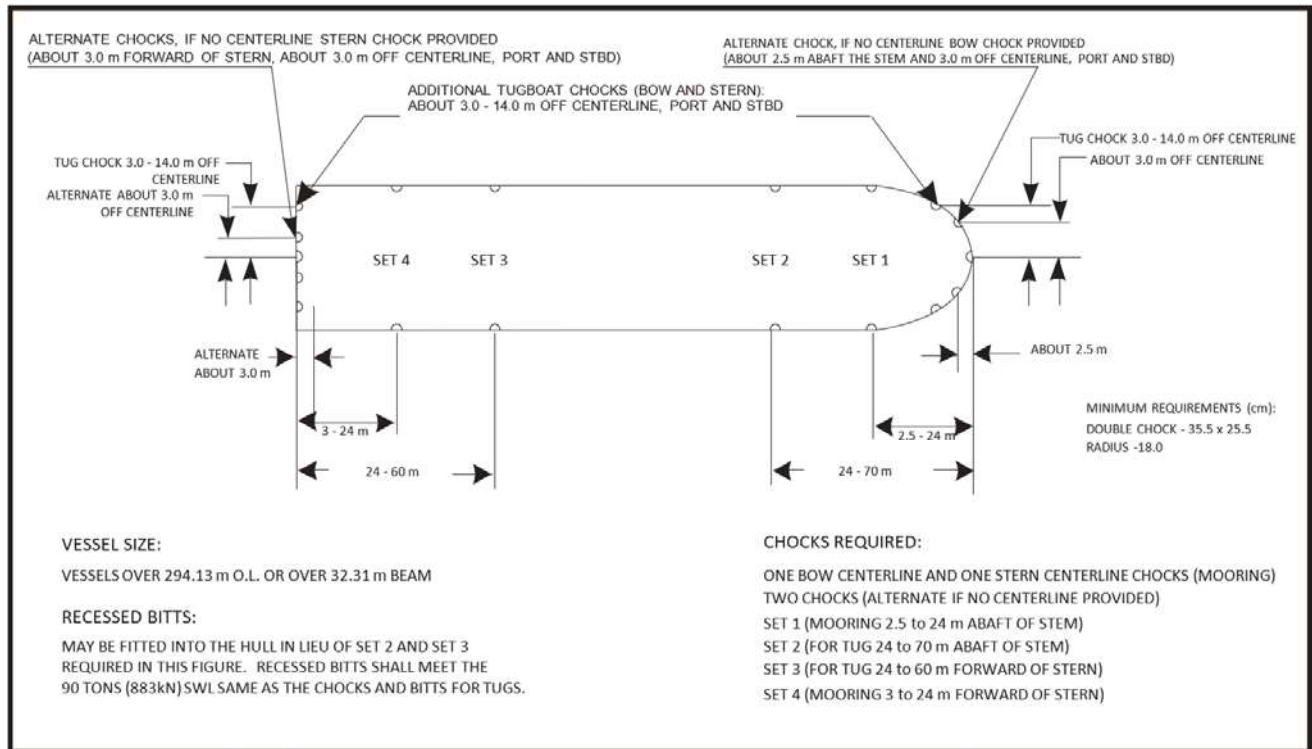 ALTERNATE CHOCKS, IF NO CENTERLINE STERN CHOCK PROVIDED
(ABOUT 3.0 m FORWARD OF STERN, ABOUT 3.0m OFF CENTERLINE, PORT AND STBD)
ALTERNATE CHOCK, IF NO CENTERLINE BOW CHOCK PROVIDED
(ABOUT 2.5 m ABAFT THE STEM AND 3.0 m OFF CENTERLINE, PORT AND STBD)
ADDITIONAL TUGBOAT CHOCKS (BOW AND STERN):
ABOUT 3.0 - 14.0 m OFF CENTERLINE, PORT AND STBD
TUG CHOCK 3.0 - 14.0 m OFF
CENTERLINE
ALTERNATE ABOUT 3.0 m
OFF CENTERLINE
TUG CHOCK 3.0 - 14.0 m OFF CENTERLINE
ABOUT 3.0 m OFF CENTERLINE
SET 4
SET 3
SET 2
SET 1
ALTERNATE
ABOUT 3.0 m
ABOUT 2.5 m
3 - 24 m
2.5 - 24 m
24 - 60 m
24 - 70 m
MINIMUM REQUIREMENTS (cm):
DOUBLE CHOCK - 35.5 x 25.5
RADIUS -18.0
VESSEL SIZE:
VESSELS OVER 294.13 m O.L. OR OVER 32.31 m BEAM
RECESSED BITTS:
MAY BE FITTED INTO THE HULL IN LIEU OF SET 2 AND SET 3
REQUIRED IN THIS FIGURE. RECESSED BITTS SHALL MEET THE
90 TONS (883kN) SWL SAME AS THE CHOCKS AND BITTS FOR TUGS.
CHOCKS REQUIRED:
ONE BOW CENTERLINE AND ONE STERN CENTERLINE CHOCKS (MOORING)
TWO CHOCKS (ALTERNATE IF NO CENTERLINE PROVIDED)
SET 1 (MOORING 2.5 to 24 m ABAFT OF STEM)
SET 2 (FOR TUG 24 to 70 m ABAFT OF STEM)
SET 3 (FOR TUG 24 to 60 m FORWARD OF STERN)
SET 4 (MOORING 3 to 24 m FORWARD OF STERN)